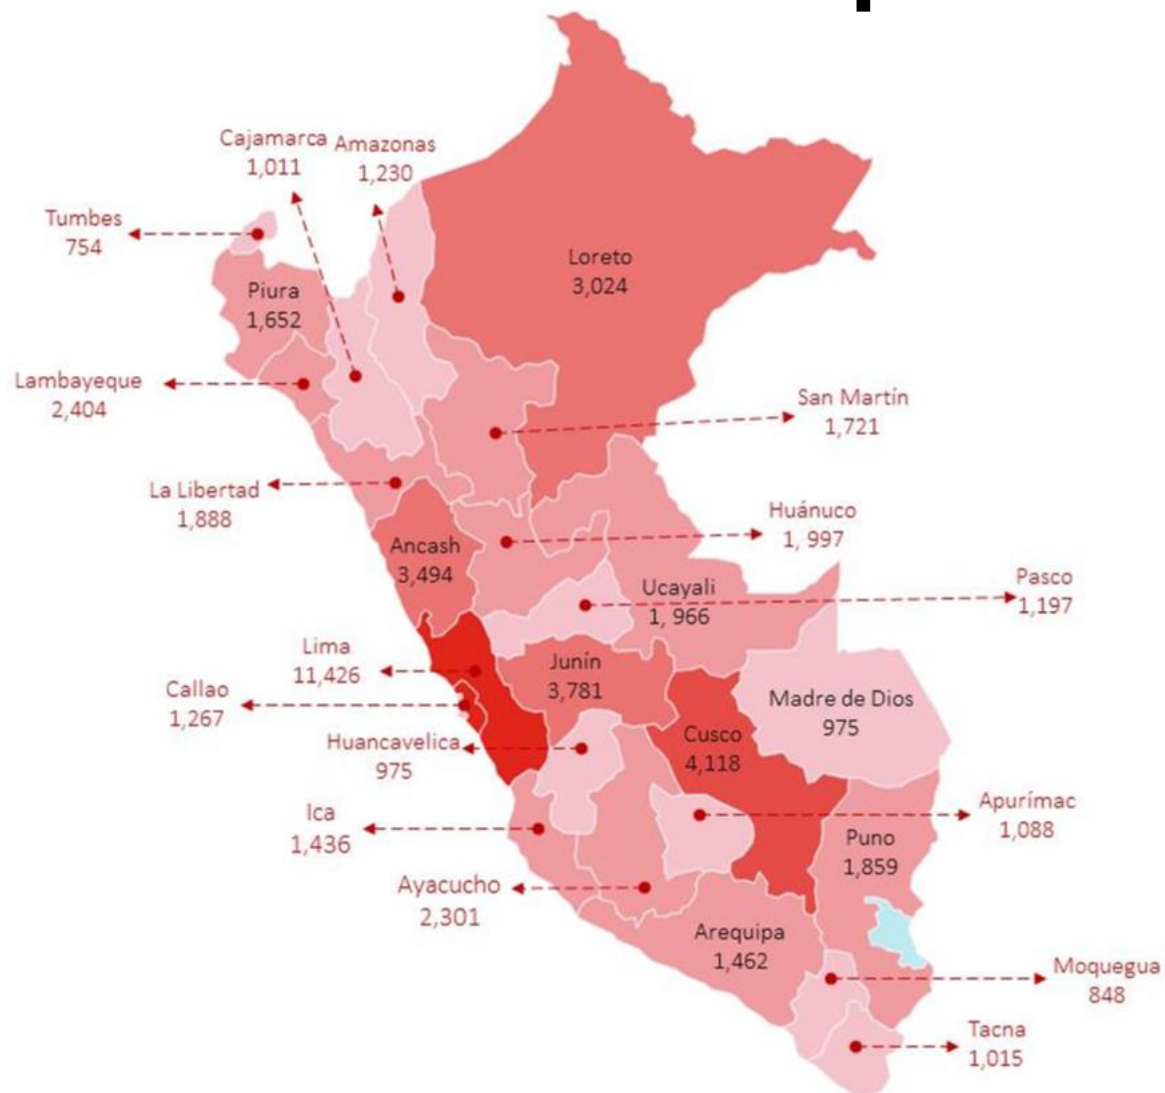 Cajamarca
1,011
Amazonas
1,230
Tumbes
754
Loreto
3,024
Piura
1,652
Lambayeque
2,404
San Martín
1,721
La Libertad
1,888
Huánuco
1, 997
Ancash
3,494
Pasco
1,197
Ucayali
1, 966
Lima
11,426
Junín
3,781
Callao
1,267
Madre de Dios
975
Huancavelica
975
Cusco
4,118
Ica
1,436
Apurímac
1,088
Puno
1,859
Ayacucho
2,301
Arequipa
1,462
Moquegua
848
Tacna
1,015